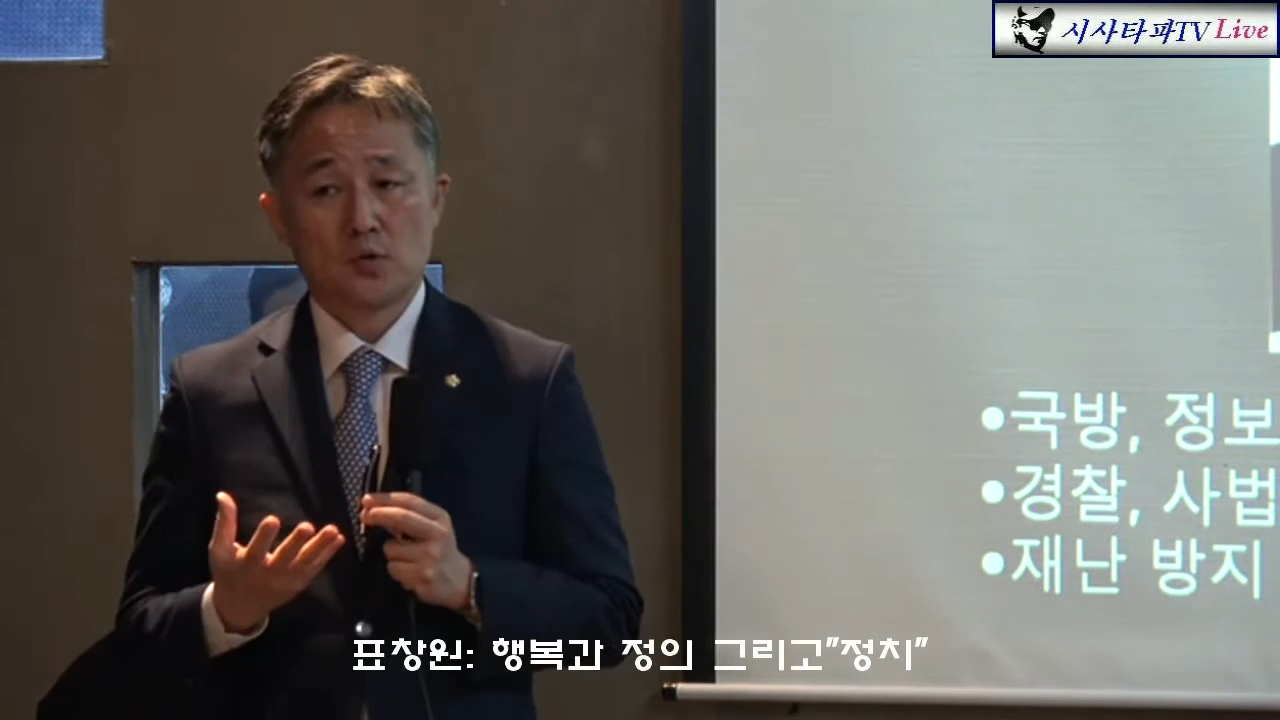 시사타파TV Live
•국방, 정보
•경찰, 사법
•재난 방지
표창원: 행복과 정의 그리고"정치"